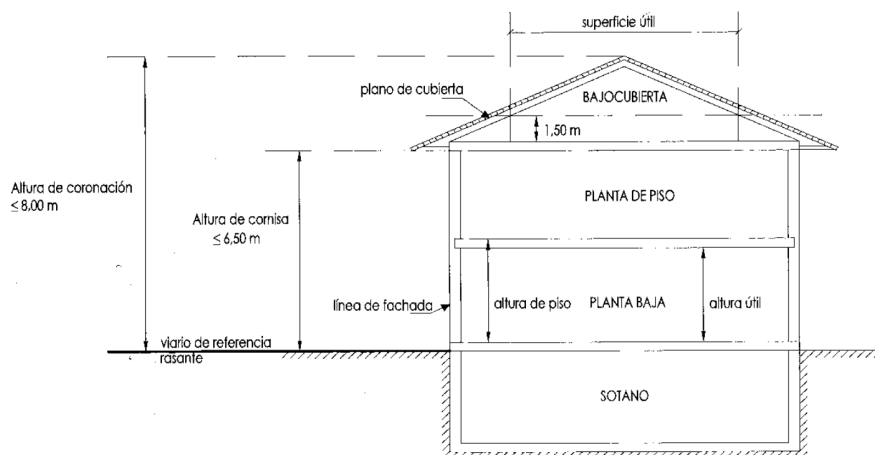 superficie útil
plano de cubierta
BAJOCUBIERTA
1,50 m
Altura de coronación
≤ 8,00 m
Altura de cornisa
≤ 6,50 m
PLANTA DE PISO
línea de fachada
altura de piso
PLANTA BAJA
altura útil
viario de referencia
rasante
SOTANO